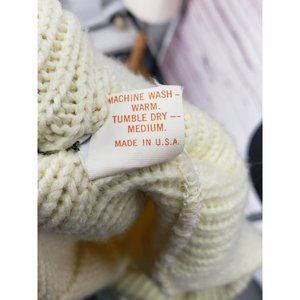 MACHINE WASH –
WARM.
TUMBLE DRY --
MEDIUM.
MADE IN U.S.A.